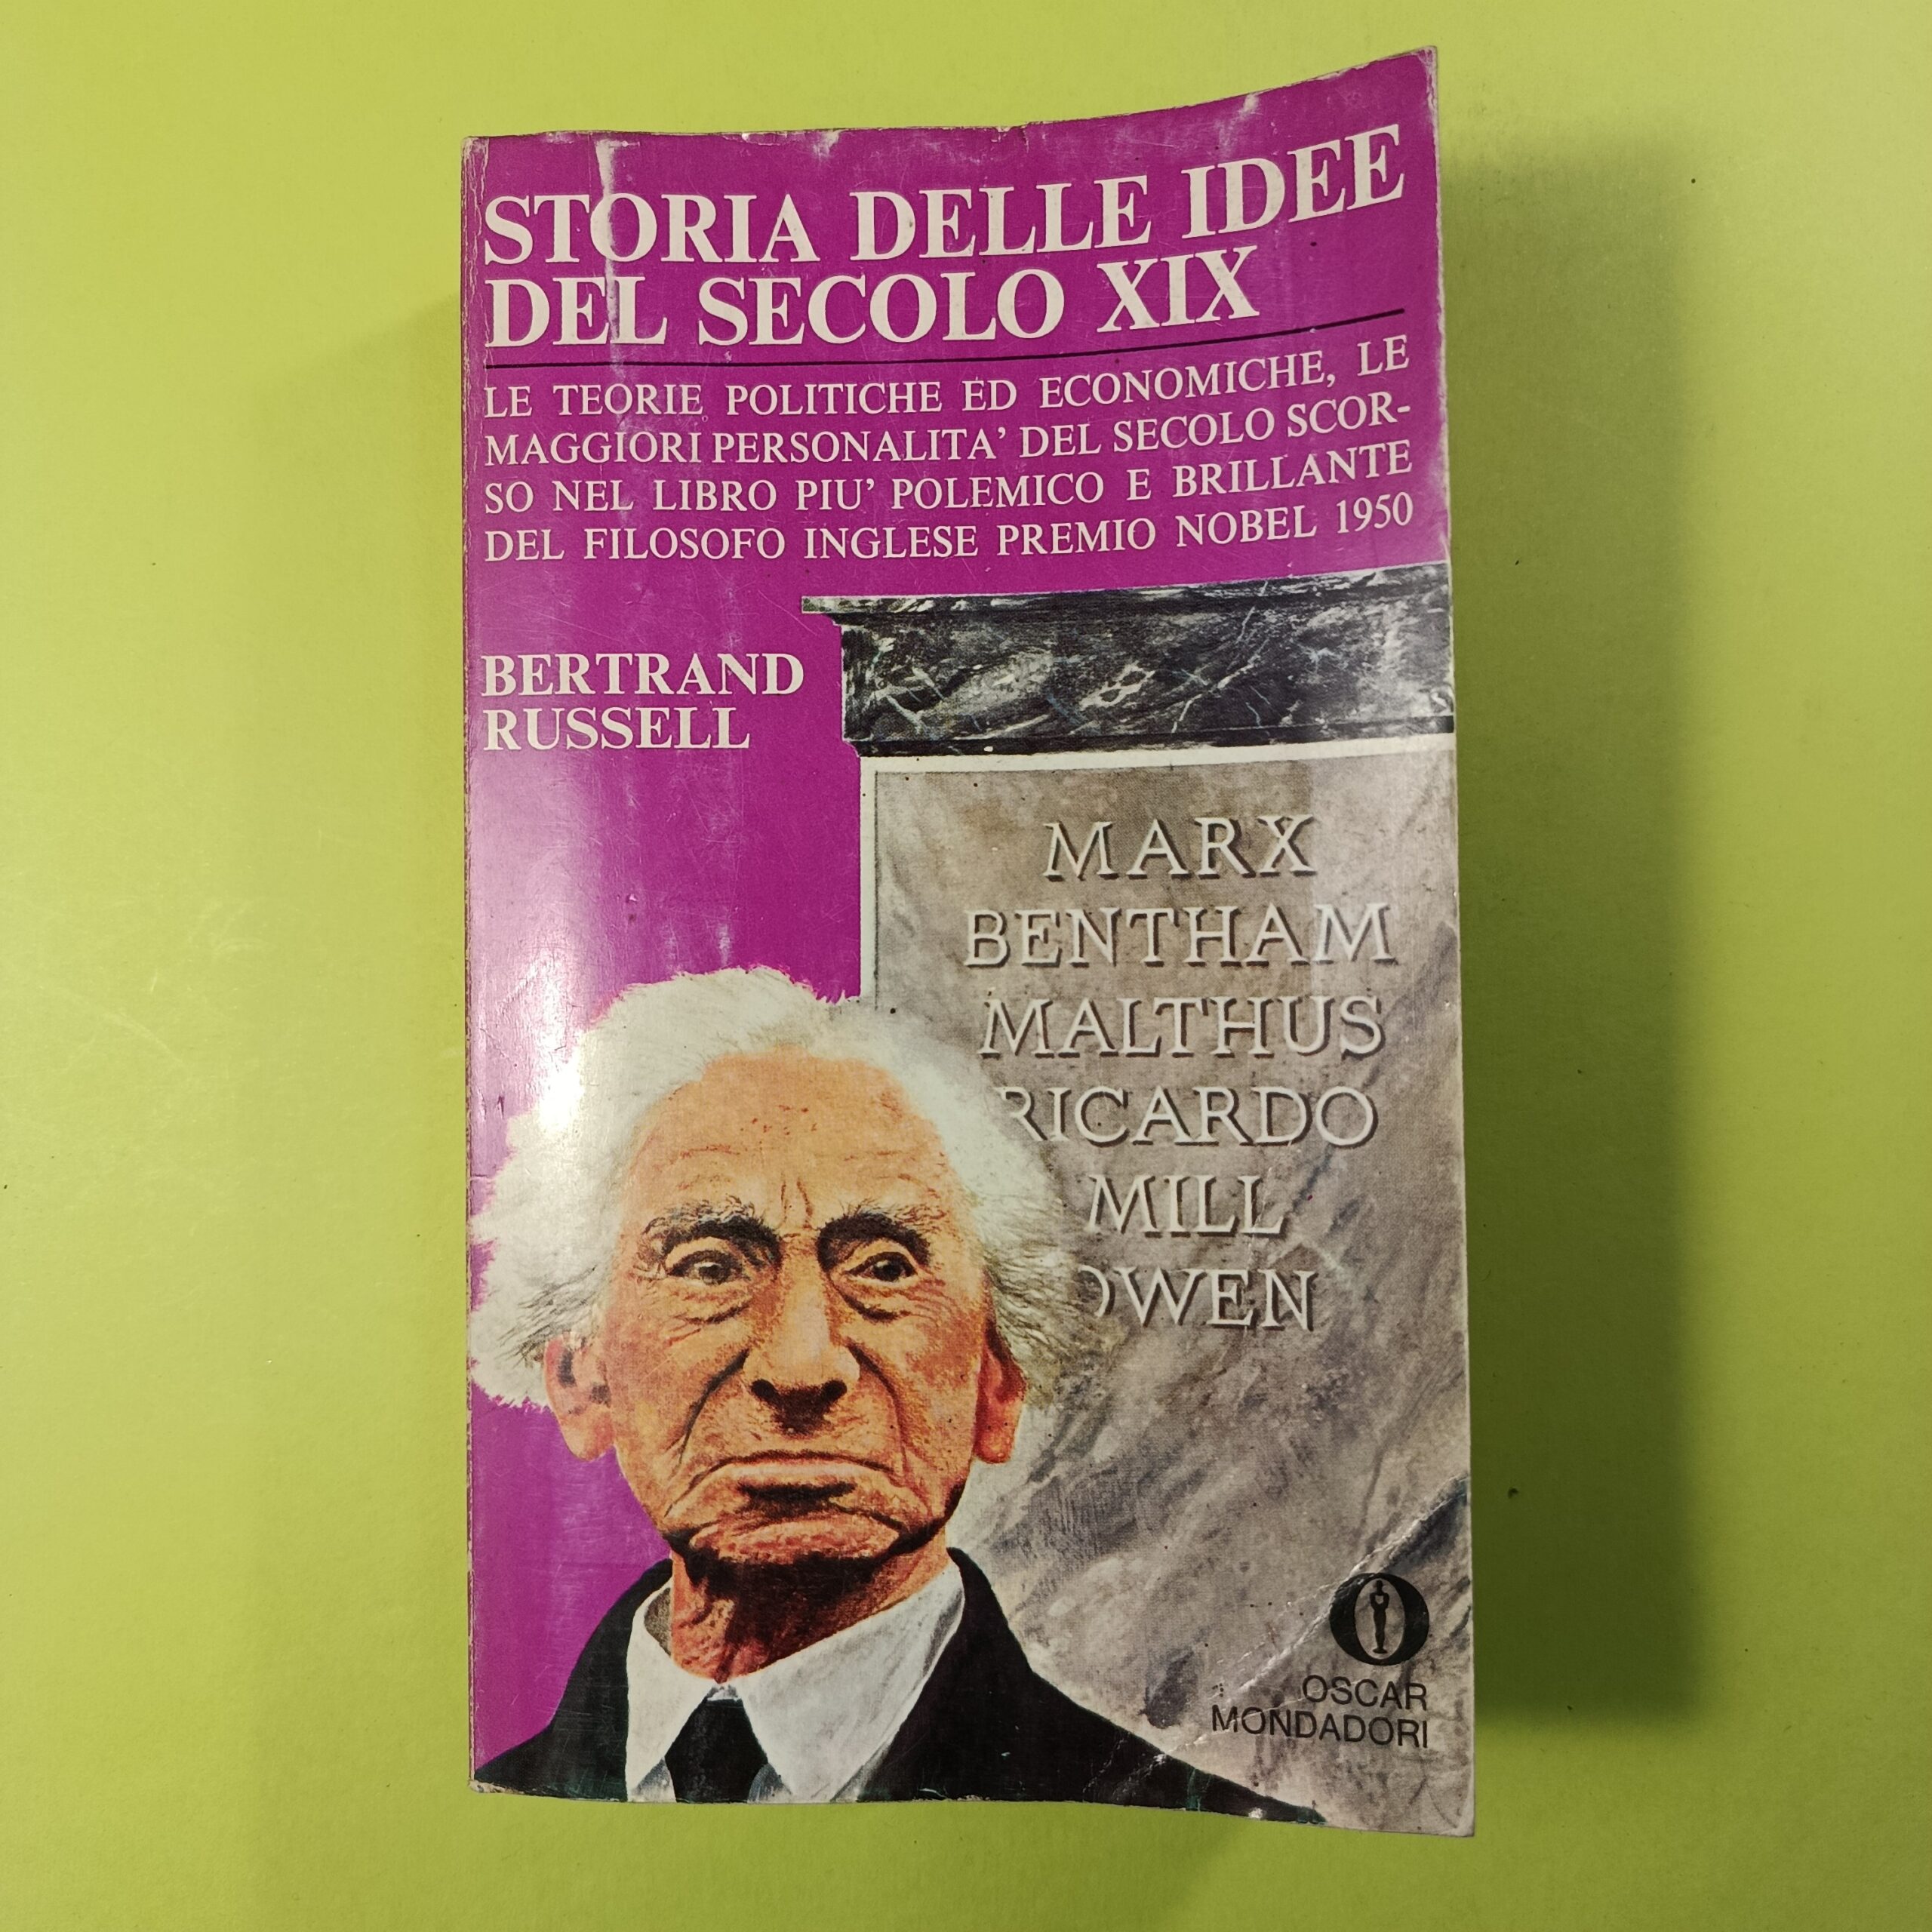 STORIA DELLE IDEE
DEL SECOLO XIX
LE TEORIE POLITICHE ED ECONOMICHE, LE
MAGGIORI PERSONALITA' DEL SECOLO SCOR-
SO NEL LIBRO PIU' POLEMICO E BRILLANTE
DEL FILOSOFO INGLESE PREMIO NOBEL 1950
BERTRAND
RUSSELL
MARX
BENTHAM
MALTHUS
RICARDO
MILL
OWEN
OSCAR
MONDADORI